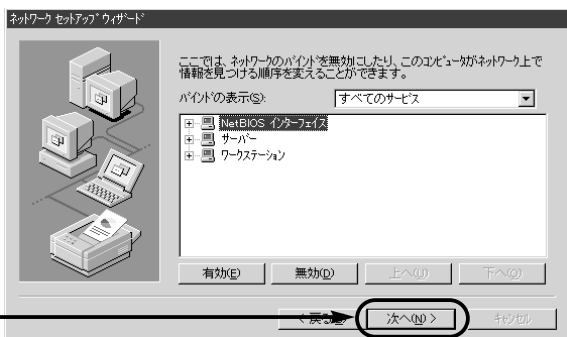 ネットワーク セットアップ ウィザード
ここでは、ネットワークのバインドを無効にしたり、このコンピュータがネットワーク上で
情報を見つける順序を変えることができます。
バインドの表示(S):
すべてのサービス
NetBIOS インターフェイス
サーバー
ワークステーション
有効(E)
無効(D)
上へ(U)
下へ(O)
< 戻る(B)
次へ(N) >
キャンセル